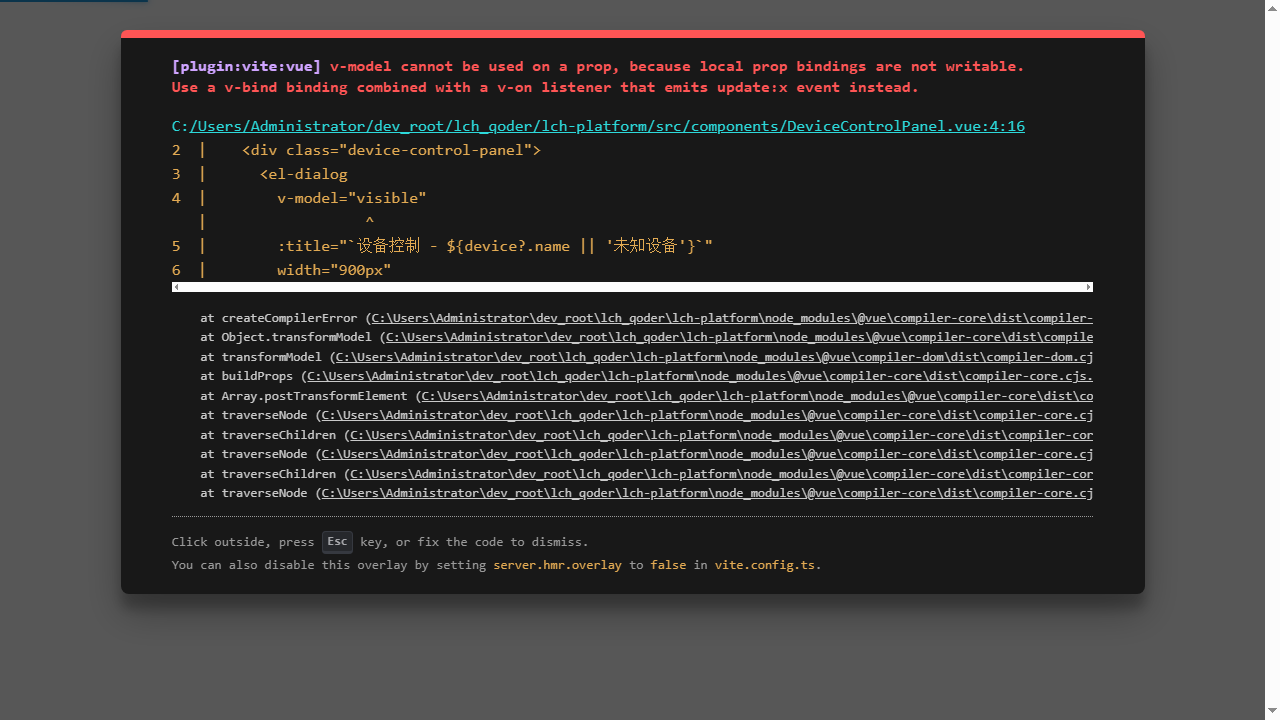 [plugin:vite:vue] v-model cannot be used on a prop, because local prop bindings are not writable.
Use a v-bind binding combined with a v-on listener that emits update:x event instead.
C:/Users/Administrator/dev_root/lch_qoder/lch-platform/src/components/DeviceControlPanel.vue:4:16
2  |    <div class="device-control-panel">
3  |      <el-dialog
4  |        v-model="visible"
   |                  ^
5  |        :title="`设备控制 - ${device?.name || '未知设备'}`"
6  |        width="900px"
at createCompilerError (C:\Users\Administrator\dev_root\lch_qoder\lch-platform\node_modules\@vue\compiler-core\dist\compiler-
at Object.transformModel (C:\Users\Administrator\dev_root\lch_qoder\lch-platform\node_modules\@vue\compiler-core\dist\compile
at transformModel (C:\Users\Administrator\dev_root\lch_qoder\lch-platform\node_modules\@vue\compiler-dom\dist\compiler-dom.cj
at buildProps (C:\Users\Administrator\dev_root\lch_qoder\lch-platform\node_modules\@vue\compiler-core\dist\compiler-core.cjs.
at Array.postTransformElement (C:\Users\Administrator\dev_root\lch_qoder\lch-platform\node_modules\@vue\compiler-core\dist\co
at traverseNode (C:\Users\Administrator\dev_root\lch_qoder\lch-platform\node_modules\@vue\compiler-core\dist\compiler-core.cj
at traverseChildren (C:\Users\Administrator\dev_root\lch_qoder\lch-platform\node_modules\@vue\compiler-core\dist\compiler-cor
at traverseNode (C:\Users\Administrator\dev_root\lch_qoder\lch-platform\node_modules\@vue\compiler-core\dist\compiler-core.cj
at traverseChildren (C:\Users\Administrator\dev_root\lch_qoder\lch-platform\node_modules\@vue\compiler-core\dist\compiler-cor
at traverseNode (C:\Users\Administrator\dev_root\lch_qoder\lch-platform\node_modules\@vue\compiler-core\dist\compiler-core.cj
Click outside, press Esc key, or fix the code to dismiss.
You can also disable this overlay by setting server.hmr.overlay to false in vite.config.ts.